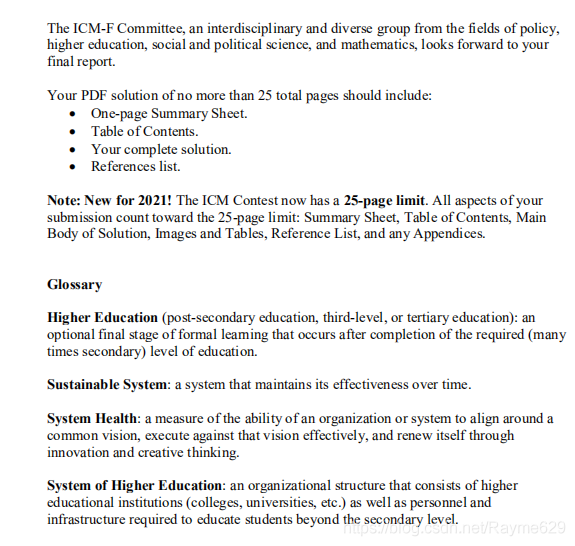 The ICM-F Committee, an interdisciplinary and diverse group from the fields of policy,
higher education, social and political science, and mathematics, looks forward to your
final report.
Your PDF solution of no more than 25 total pages should include:
• One-page Summary Sheet.
• Table of Contents.
• Your complete solution.
• References list.
Note: New for 2021! The ICM Contest now has a 25-page limit. All aspects of your
submission count toward the 25-page limit: Summary Sheet, Table of Contents, Main
Body of Solution, Images and Tables, Reference List, and any Appendices.
Glossary
Higher Education (post-secondary education, third-level, or tertiary education): an
optional final stage of formal learning that occurs after completion of the required (many
times secondary) level of education.
Sustainable System: a system that maintains its effectiveness over time.
System Health: a measure of the ability of an organization or system to align around a
common vision, execute against that vision effectively, and renew itself through
innovation and creative thinking.
System of Higher Education: an organizational structure that consists of higher
educational institutions (colleges, universities, etc.) as well as personnel and
infrastructure required to educate students beyond the secondary level.
https://blog.csdn.net/Rayme629